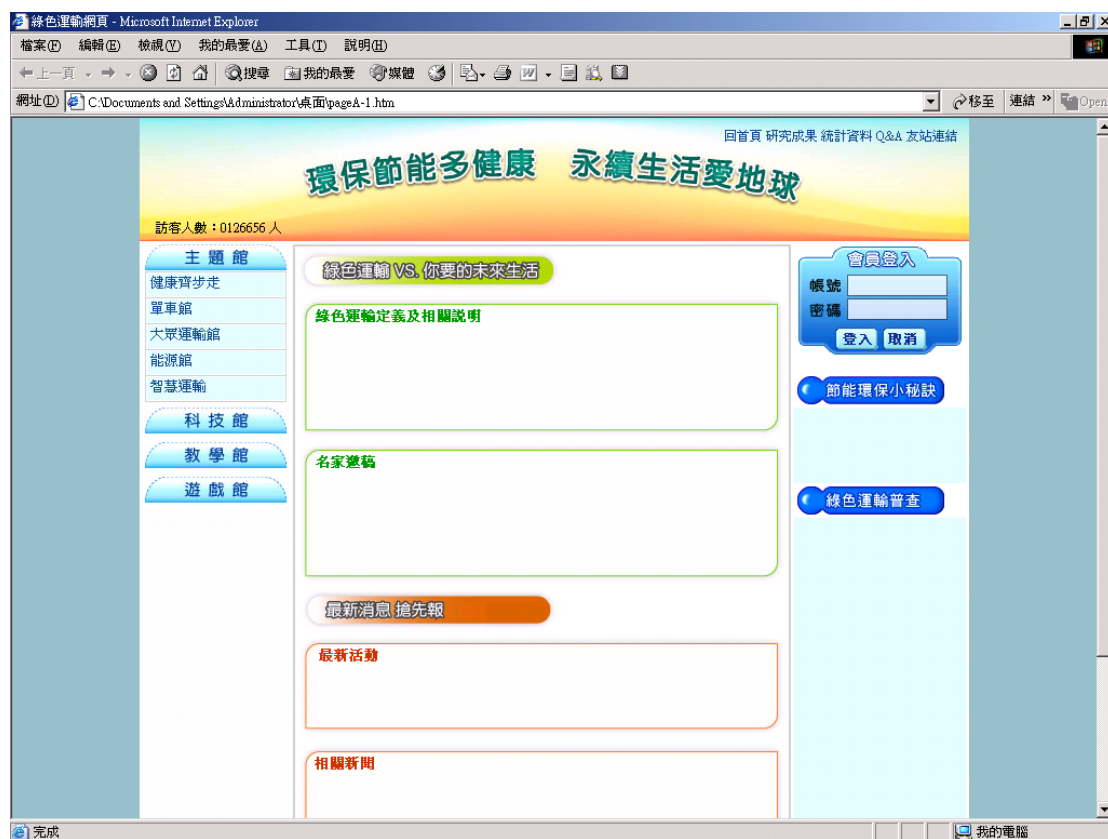 綠色運輸網頁 - Microsoft Internet Explorer
檔案(F) 編輯(E) 檢視(V) 我的最愛(A) 工具(T) 說明(H)
上一頁 搜尋 我的最愛 媒體
網址(D) C:\Documents and Settings\Administrator\桌面\pageA-1.htm 移至 連結 » Open
回首頁 研究成果 統計資料 Q&A 友站連結
環保節能多健康 永續生活愛地球
訪客人數：0126656 人
主題館
健康齊步走
單車館
大眾運輸館
能源館
智慧運輸
科技館
教學館
遊戲館
綠色運輸 VS. 你要的未來生活
綠色運輸定義及相關說明
名家邀稿
最新消息 搶先報
最新活動
相關新聞
會員登入
帳號
密碼
登入 取消
節能環保小秘訣
綠色運輸普查
完成 我的電腦